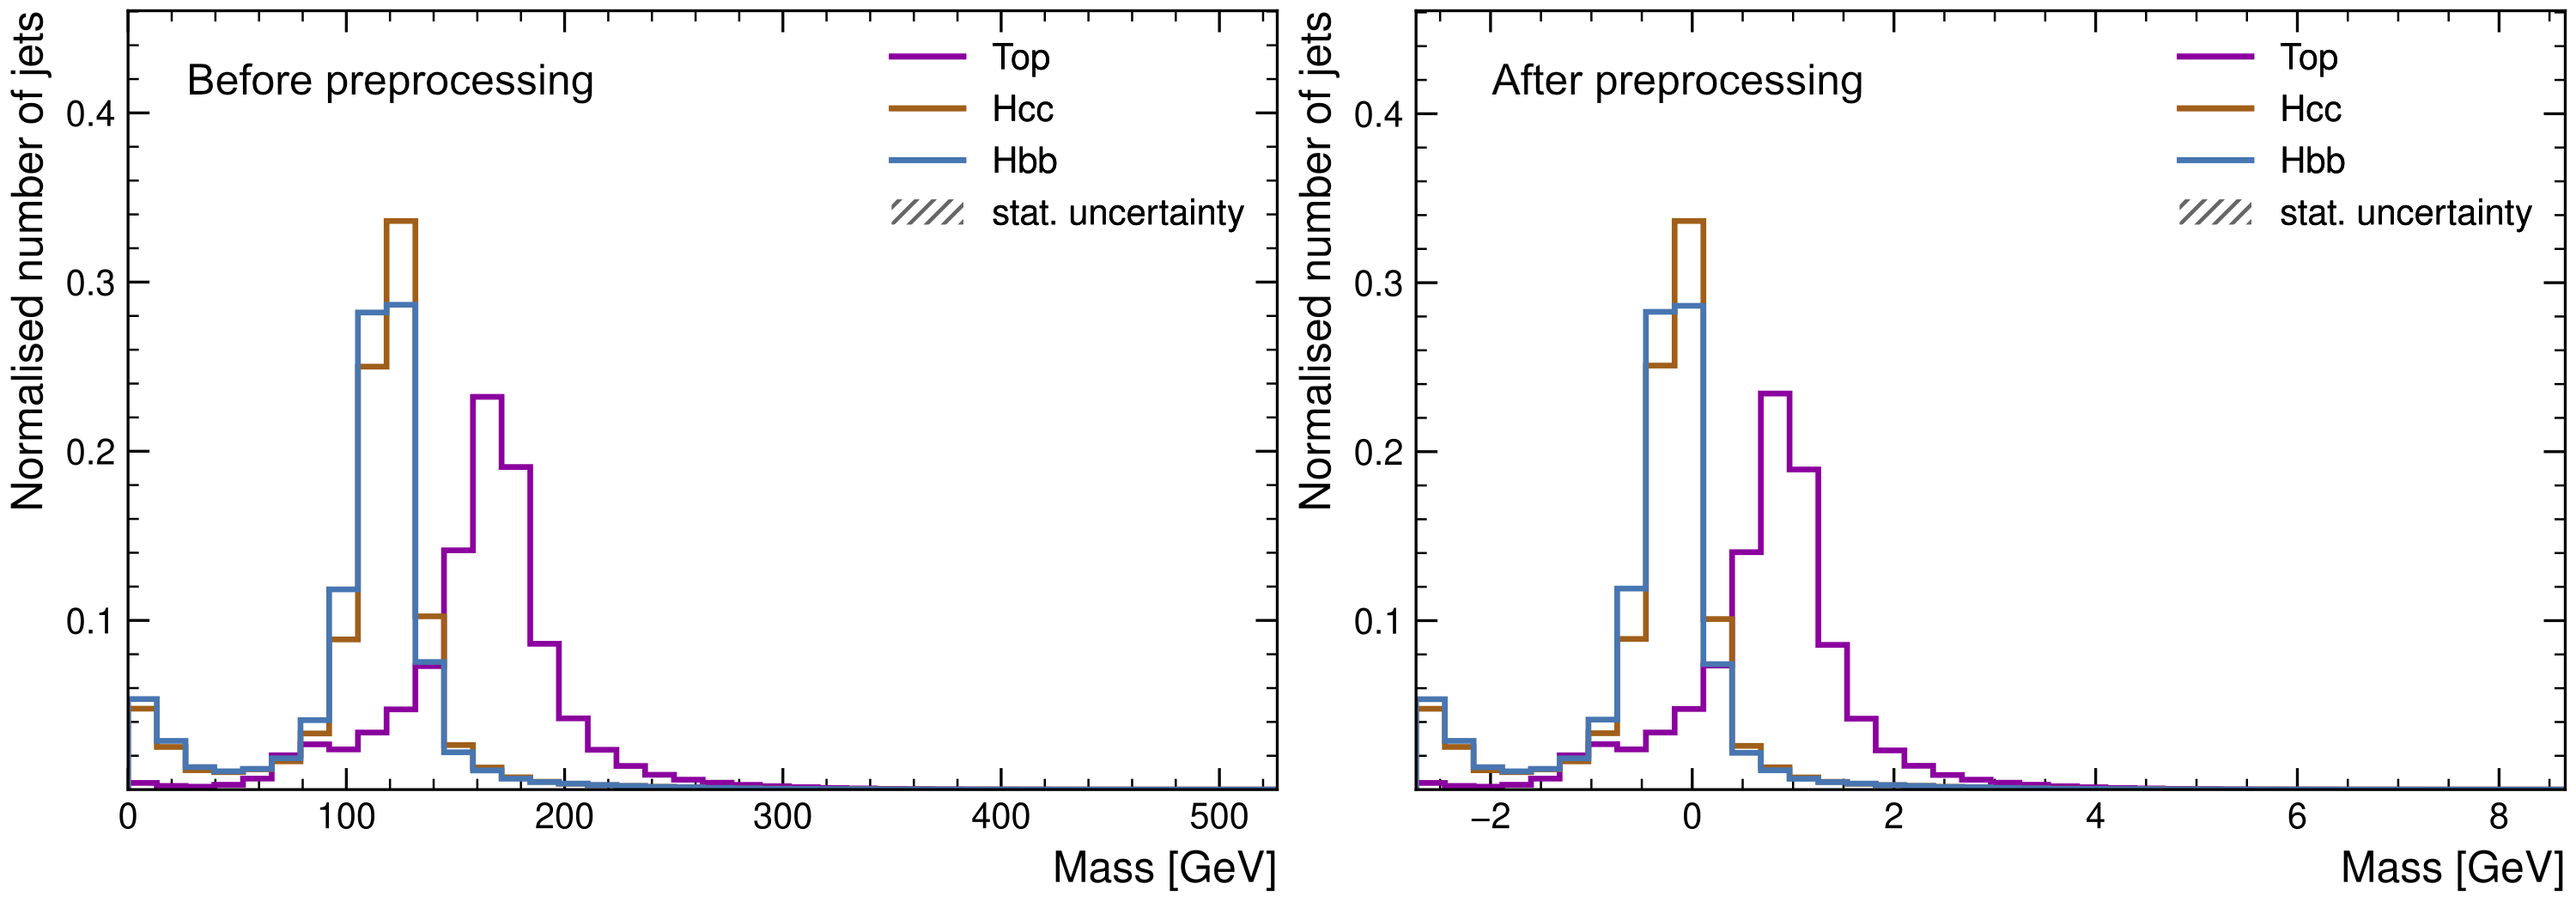 Normalised number of jets
Before preprocessing
Top
Hcc
Hbb
stat. uncertainty
0.4
0.3
0.2
0.1
0 100 200 300 400 500
Mass [GeV]
Normalised number of jets
After preprocessing
Top
Hcc
Hbb
stat. uncertainty
0.4
0.3
0.2
0.1
−2 0 2 4 6 8
Mass [GeV]